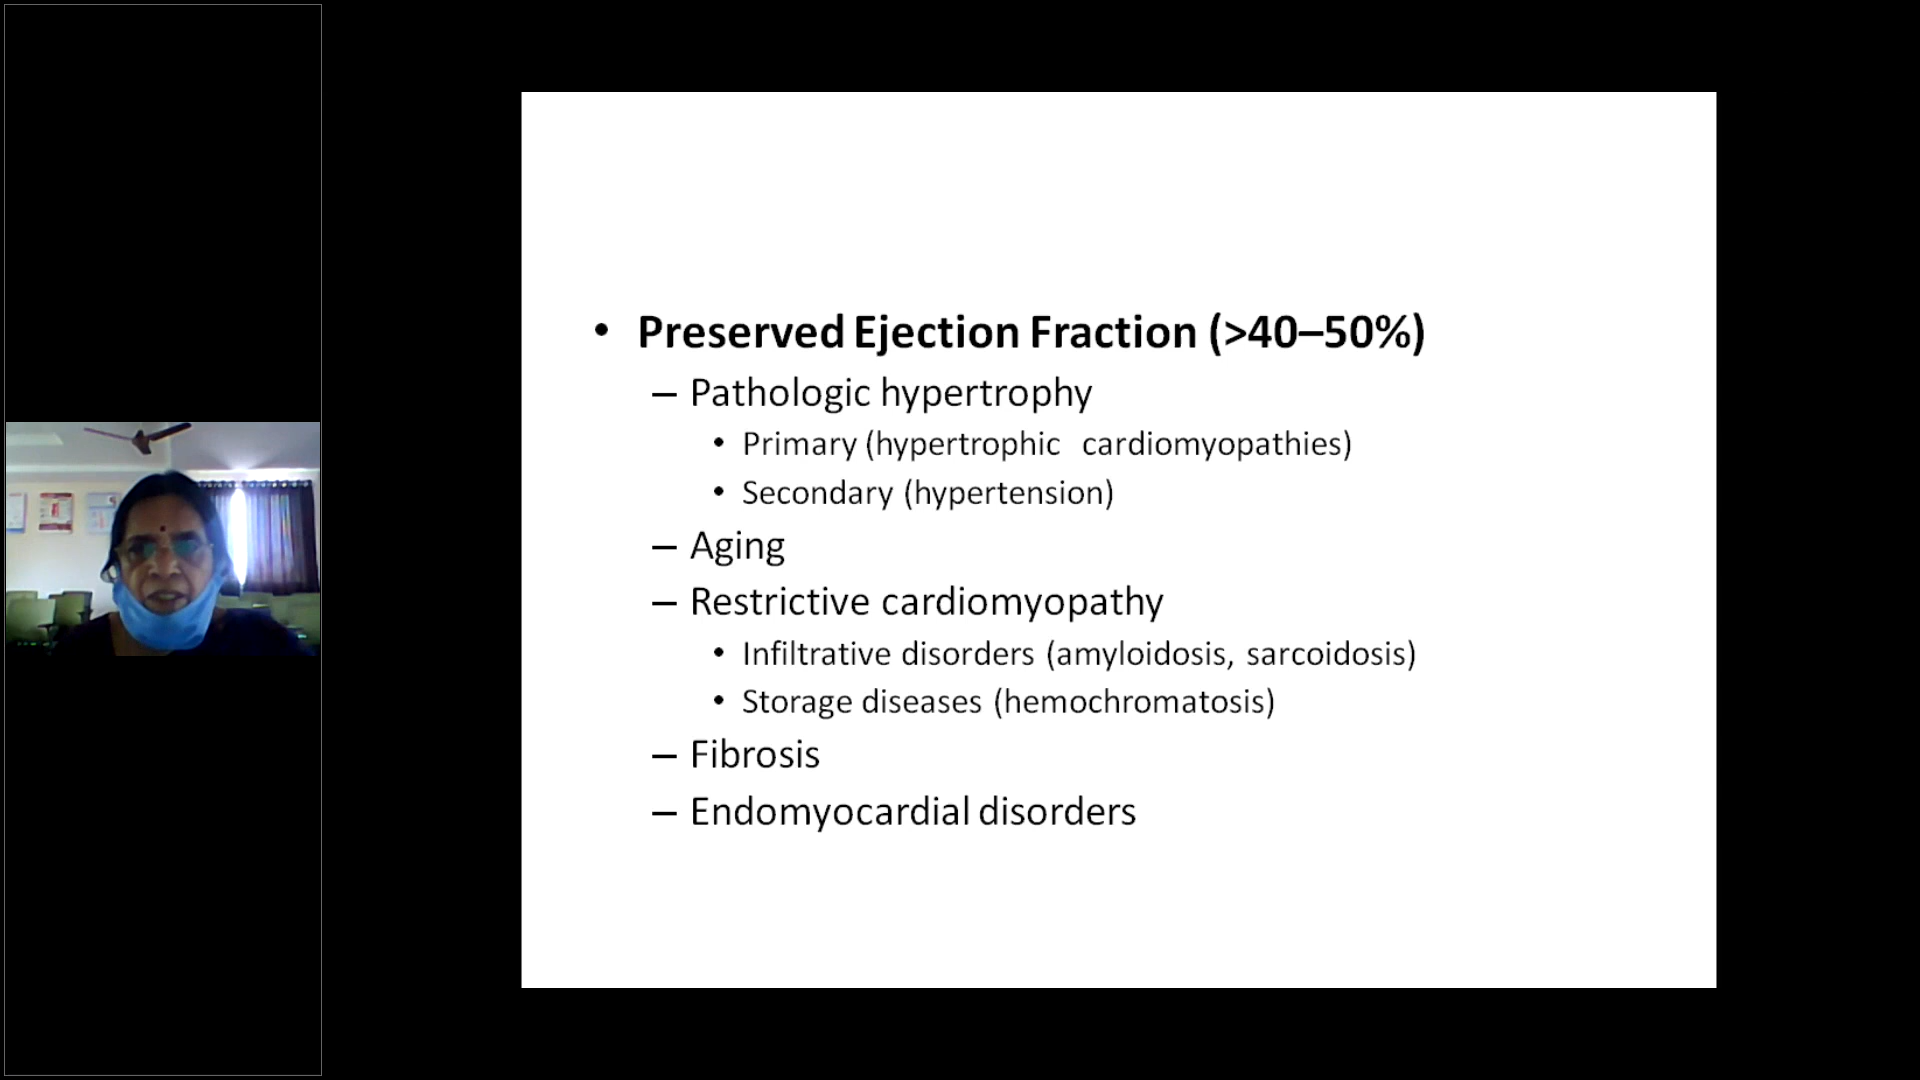 • Preserved Ejection Fraction (>40–50%)
– Pathologic hypertrophy
• Primary (hypertrophic cardiomyopathies)
• Secondary (hypertension)
– Aging
– Restrictive cardiomyopathy
• Infiltrative disorders (amyloidosis, sarcoidosis)
• Storage diseases (hemochromatosis)
– Fibrosis
– Endomyocardial disorders